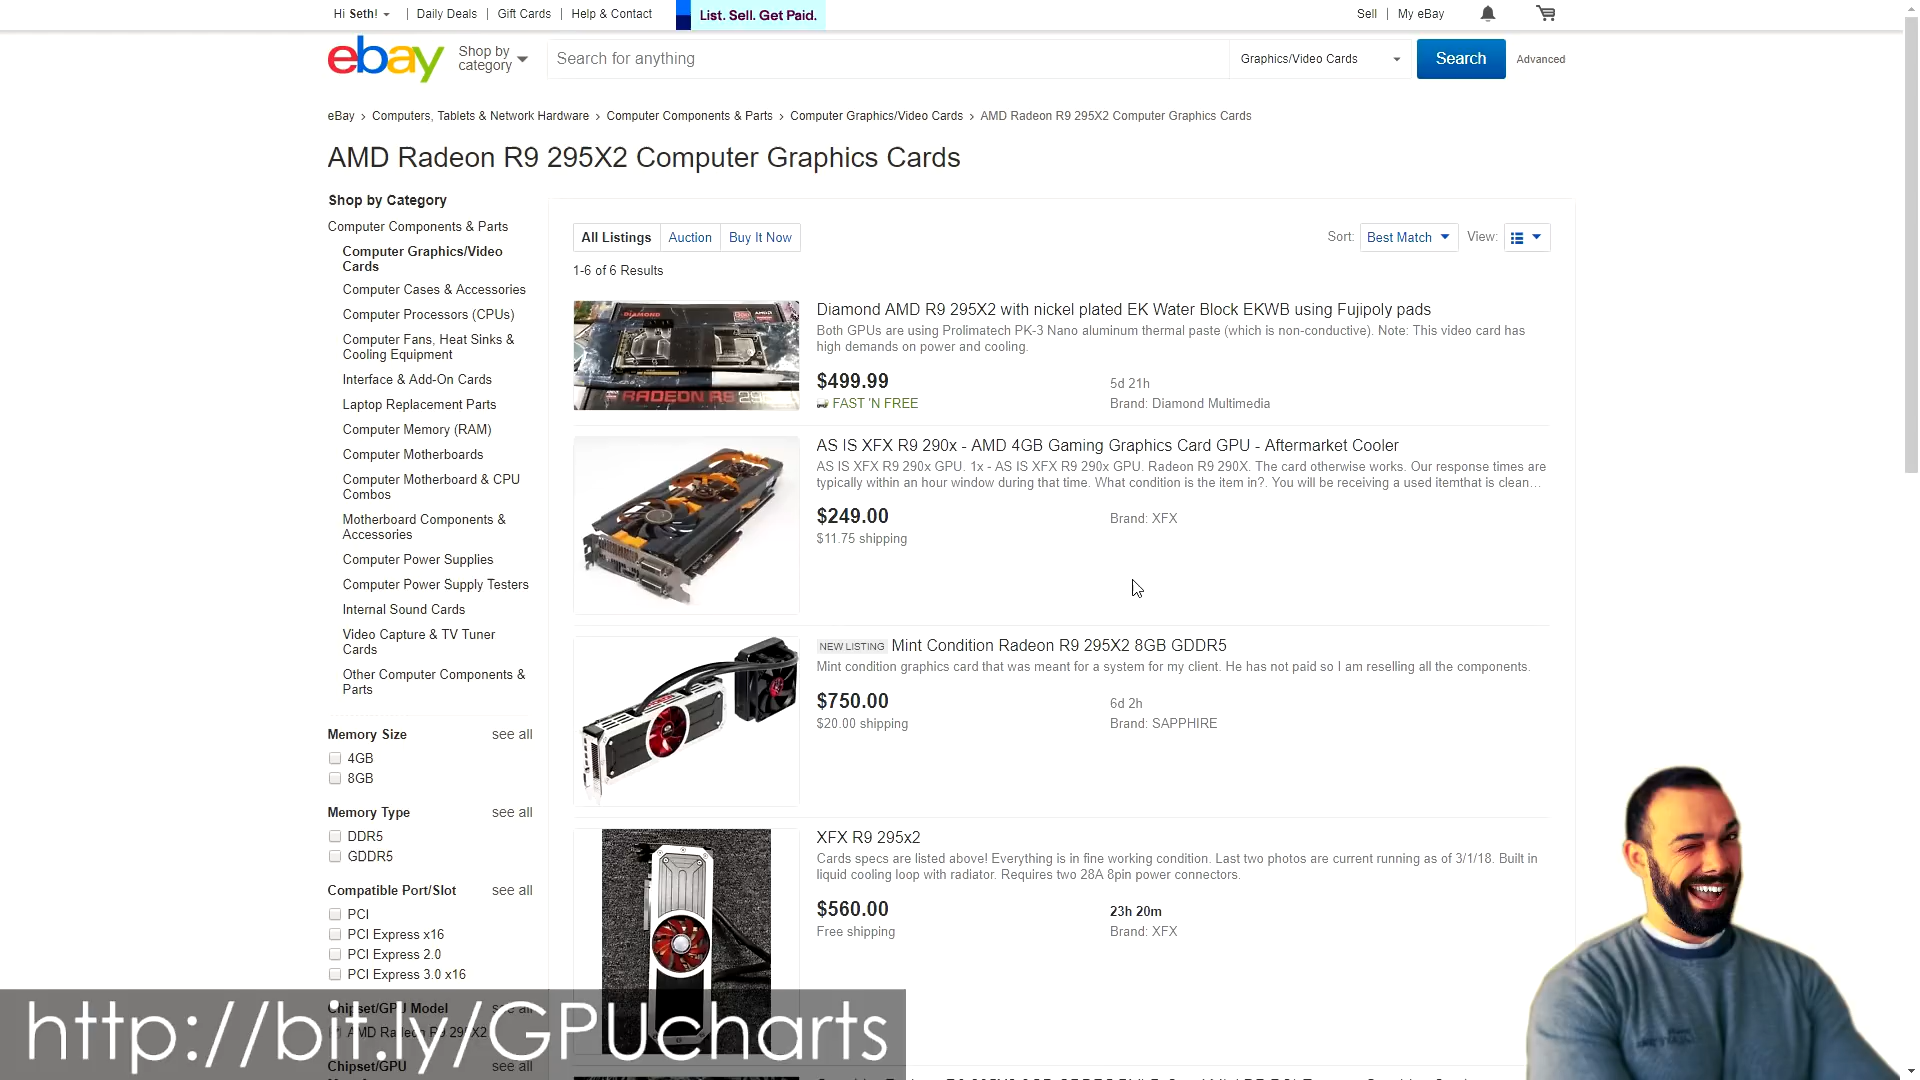 Hi Seth!
Daily Deals
Gift Cards
Help & Contact
List. Sell. Get Paid.
Sell
My eBay
ebay
Shop by
category
Search for anything
Graphics/Video Cards
Search
Advanced
eBay › Computers, Tablets & Network Hardware › Computer Components & Parts › Computer Graphics/Video Cards › AMD Radeon R9 295X2 Computer Graphics Cards
AMD Radeon R9 295X2 Computer Graphics Cards
Shop by Category
Computer Components & Parts
Computer Graphics/Video
Cards
Computer Cases & Accessories
Computer Processors (CPUs)
Computer Fans, Heat Sinks &
Cooling Equipment
Interface & Add-On Cards
Laptop Replacement Parts
Computer Memory (RAM)
Computer Motherboards
Computer Motherboard & CPU
Combos
Motherboard Components &
Accessories
Computer Power Supplies
Computer Power Supply Testers
Internal Sound Cards
Video Capture & TV Tuner
Cards
Other Computer Components &
Parts
Memory Size see all
4GB
8GB
Memory Type see all
DDR5
GDDR5
Compatible Port/Slot see all
PCI
PCI Express x16
PCI Express 2.0
PCI Express 3.0 x16
Chipset/GPU Model see all
AMD Radeon R9 295X2
Chipset/GPU see all
All Listings
Auction
Buy It Now
Sort: Best Match
View:
1-6 of 6 Results
DIAMOND
RADEON R9
Diamond AMD R9 295X2 with nickel plated EK Water Block EKWB using Fujipoly pads
Both GPUs are using Prolimatech PK-3 Nano aluminum thermal paste (which is non-conductive). Note: This video card has
high demands on power and cooling.
$499.99
5d 21h
FAST 'N FREE
Brand: Diamond Multimedia
AS IS XFX R9 290x - AMD 4GB Gaming Graphics Card GPU - Aftermarket Cooler
AS IS XFX R9 290x GPU. 1x - AS IS XFX R9 290x GPU. Radeon R9 290X. The card otherwise works. Our response times are
typically within an hour window during that time. What condition is the item in?. You will be receiving a used itemthat is clean...
$249.00
Brand: XFX
$11.75 shipping
NEW LISTING Mint Condition Radeon R9 295X2 8GB GDDR5
Mint condition graphics card that was meant for a system for my client. He has not paid so I am reselling all the components.
$750.00
6d 2h
$20.00 shipping
Brand: SAPPHIRE
XFX R9 295x2
Cards specs are listed above! Everything is in fine working condition. Last two photos are current running as of 3/1/18. Built in
liquid cooling loop with radiator. Requires two 28A 8pin power connectors.
$560.00
23h 20m
Free shipping
Brand: XFX
http://bit.ly/GPUcharts